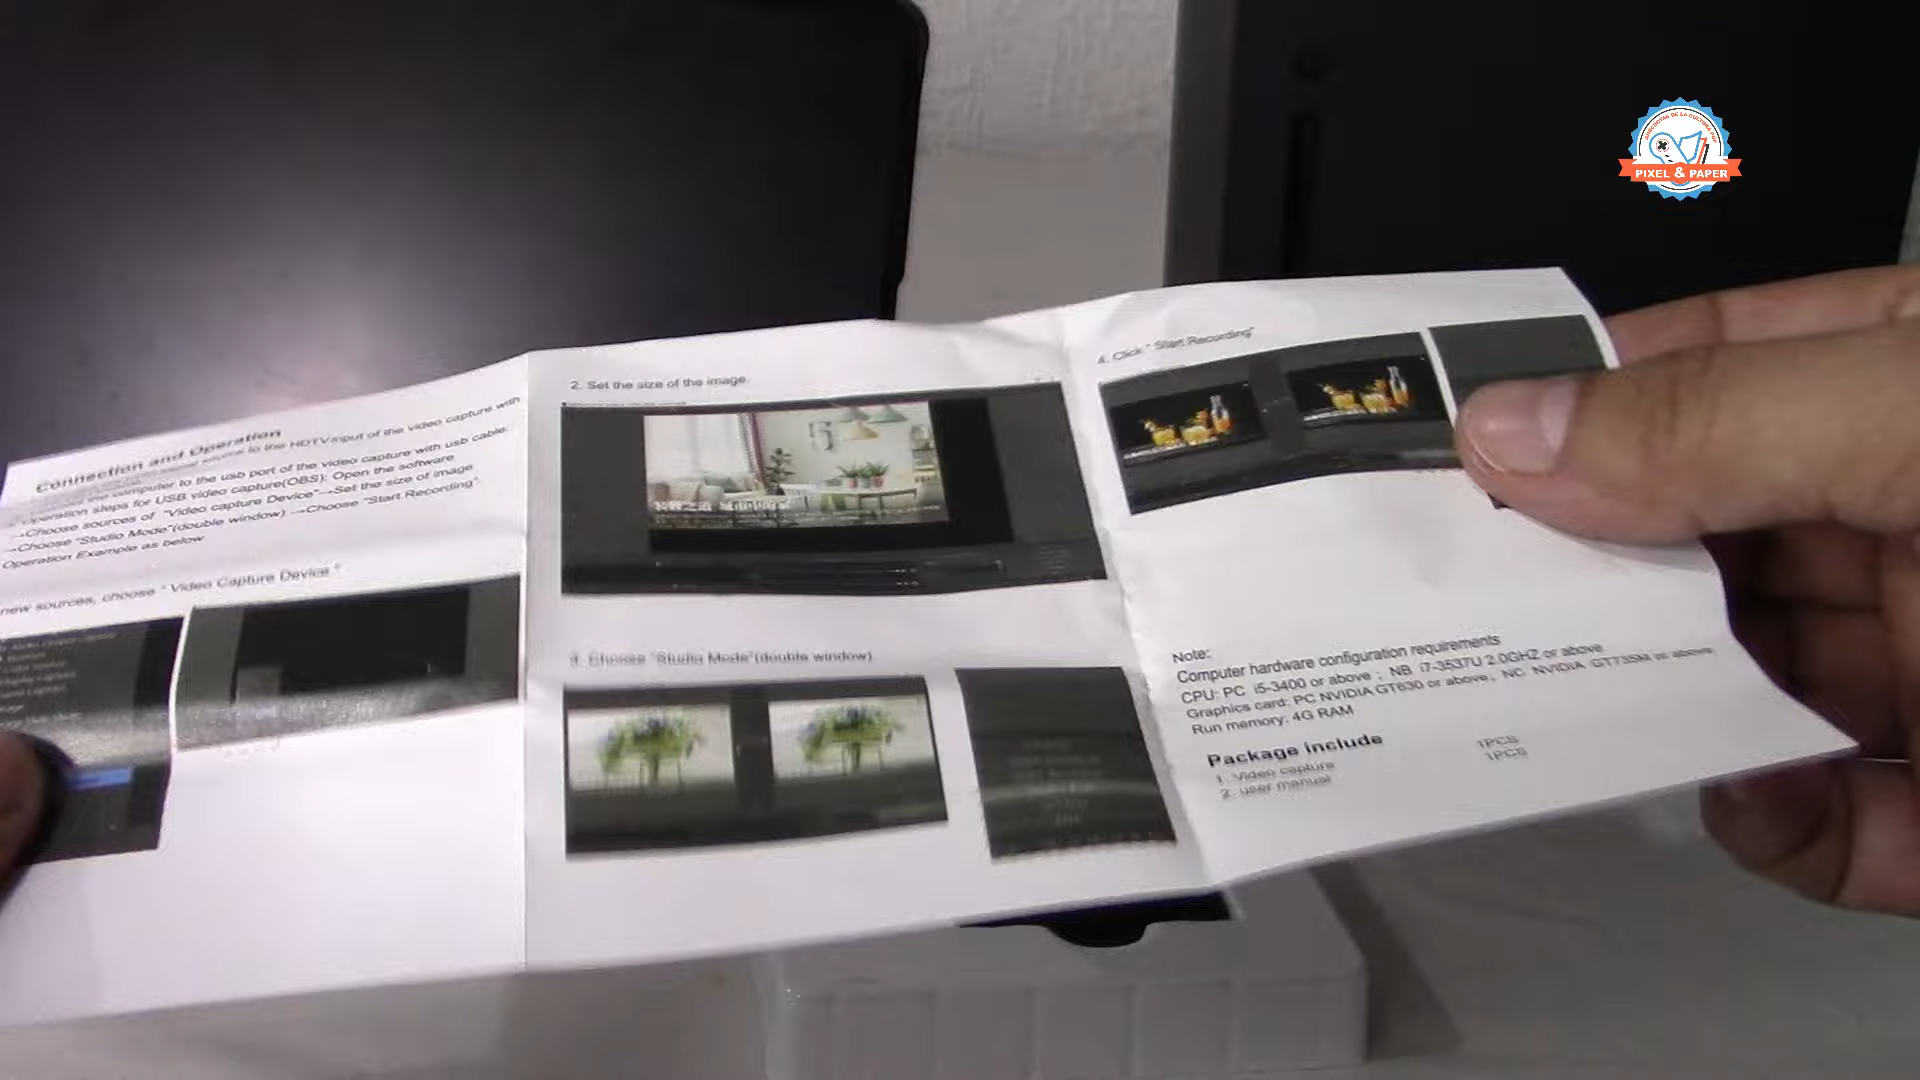 Connection and Operation
source to the HDTV input of the video capture with
computer to the usb port of the video capture with usb cable.
Operation steps for USB video capture(OBS): Open the software
→Choose sources of "Video capture Device"→Set the size of image
→Choose "Studio Mode"(double window) →Choose "Start Recording"
Operation Example as below
new sources, choose " Video Capture Device "
2. Set the size of the image.
3. Choose "Studio Mode"(double window).
4. Click " Start Recording"
Note:
Computer hardware configuration requirements
CPU: PC i5-3400 or above ; NB i7-3537U 2.0GHZ or above
Graphics card: PC NVIDIA GT630 or above ; NC NVIDIA GT735M or above
Run memory: 4G RAM
Package include
1. Video capture 1PCS
2. user manual 1PCS
ANECDOTAS DE LA CULTURA POP
PIXEL & PAPER